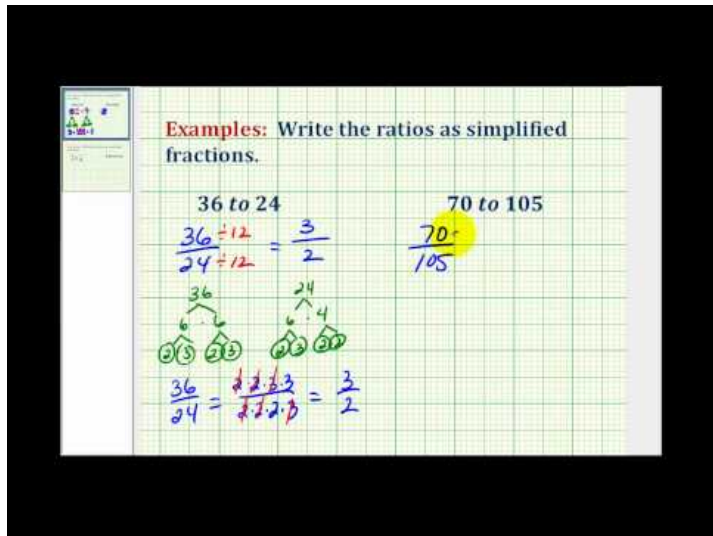 Examples: Write the ratios as simplified
fractions.
36 to 24
36 ÷12 = 3
24 ÷12 2
36
6 · 6
2 3 2 3
24
6 · 4
2 3 2 2
36 = 2·2·3·3 = 3
24 2·2·2·3 2
70 to 105
70
105